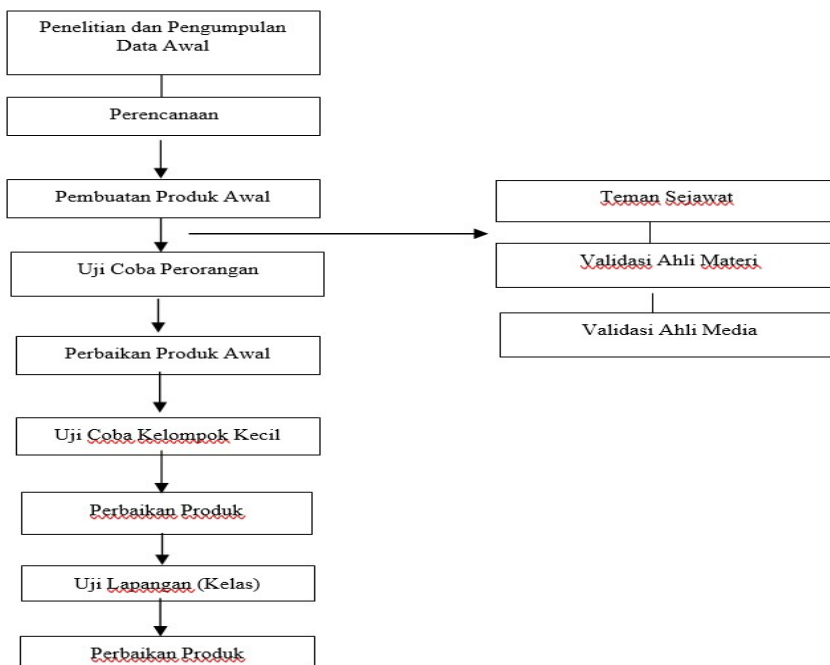 Penelitian dan Pengumpulan
Data Awal
Perencanaan
Pembuatan Produk Awal
Uji Coba Perorangan
Perbaikan Produk Awal
Uji Coba Kelompok Kecil
Perbaikan Produk
Uji Lapangan (Kelas)
Perbaikan Produk
Teman Sejawat
Validasi Ahli Materi
Validasi Ahli Media